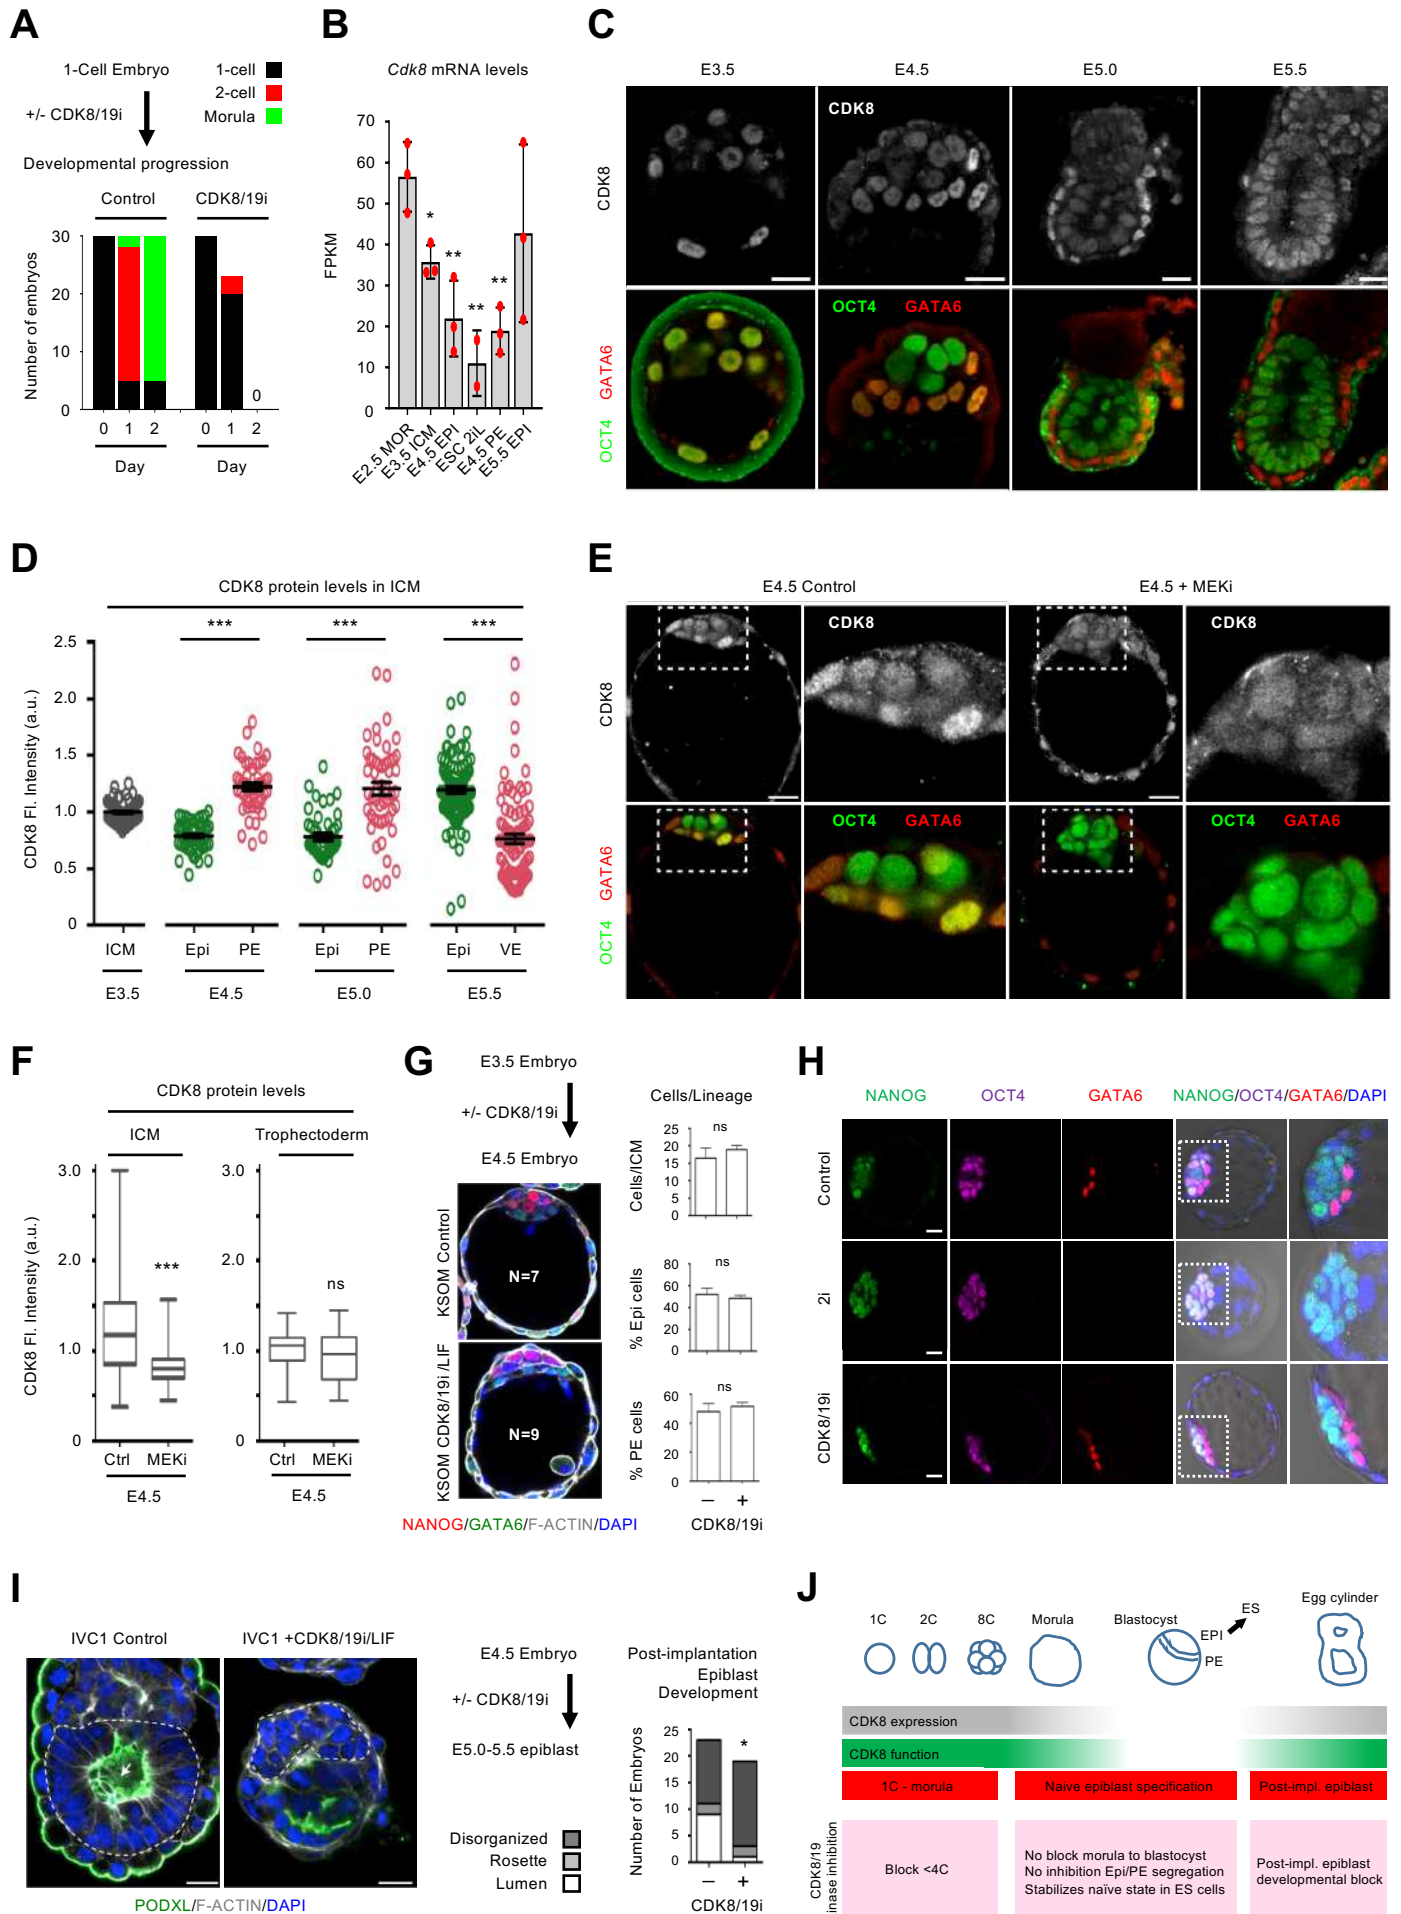 A
1-Cell Embryo
+/- CDK8/19i
Developmental progression
1-cell
2-cell
Morula
Control
CDK8/19i
Number of embryos
30
20
10
0
0
0 1 2
0 1 2
Day
Day
B
Cdk8 mRNA levels
FPKM
70
60
50
40
30
20
10
0
*
**
**
**
E2.5 MOR
E3.5 ICM
E4.5 EPI
ESC 2iL
E4.5 PE
E5.5 EPI
C
E3.5
E4.5
E5.0
E5.5
CDK8
CDK8
OCT4 GATA6
OCT4 GATA6
D
CDK8 protein levels in ICM
***
***
***
CDK8 Fl. Intensity (a.u.)
2.5
2.0
1.5
1.0
0.5
0
ICM
Epi PE
Epi PE
Epi VE
E3.5
E4.5
E5.0
E5.5
E
E4.5 Control
E4.5 + MEKi
CDK8
CDK8
CDK8
OCT4 GATA6
OCT4 GATA6
OCT4 GATA6
F
CDK8 protein levels
ICM
Trophectoderm
CDK8 Fl. Intensity (a.u.)
3.0
2.0
1.0
0
***
3.0
2.0
1.0
0
ns
Ctrl MEKi
Ctrl MEKi
E4.5
E4.5
G
E3.5 Embryo
+/- CDK8/19i
E4.5 Embryo
KSOM Control
N=7
KSOM CDK8/19i/LIF
N=9
NANOG/GATA6/F-ACTIN/DAPI
Cells/Lineage
Cells/ICM
25
20
15
10
5
0
ns
% Epi cells
80
60
40
20
0
ns
% PE cells
60
40
20
0
ns
– +
CDK8/19i
H
NANOG
OCT4
GATA6
NANOG/OCT4/GATA6/DAPI
Control
2i
CDK8/19i
I
IVC1 Control
IVC1 +CDK8/19i/LIF
PODXL/F-ACTIN/DAPI
E4.5 Embryo
+/- CDK8/19i
E5.0-5.5 epiblast
Disorganized
Rosette
Lumen
Post-implantation
Epiblast
Development
Number of Embryos
25
20
15
10
5
0
*
– +
CDK8/19i
J
1C
2C
8C
Morula
Blastocyst
EPI
PE
ES
Egg cylinder
CDK8 expression
CDK8 function
1C - morula
Naive epiblast specification
Post-impl. epiblast
CDK8/19
inase inhibition
Block <4C
No block morula to blastocyst
No inhibition Epi/PE segregation
Stabilizes naïve state in ES cells
Post-impl. epiblast
developmental block